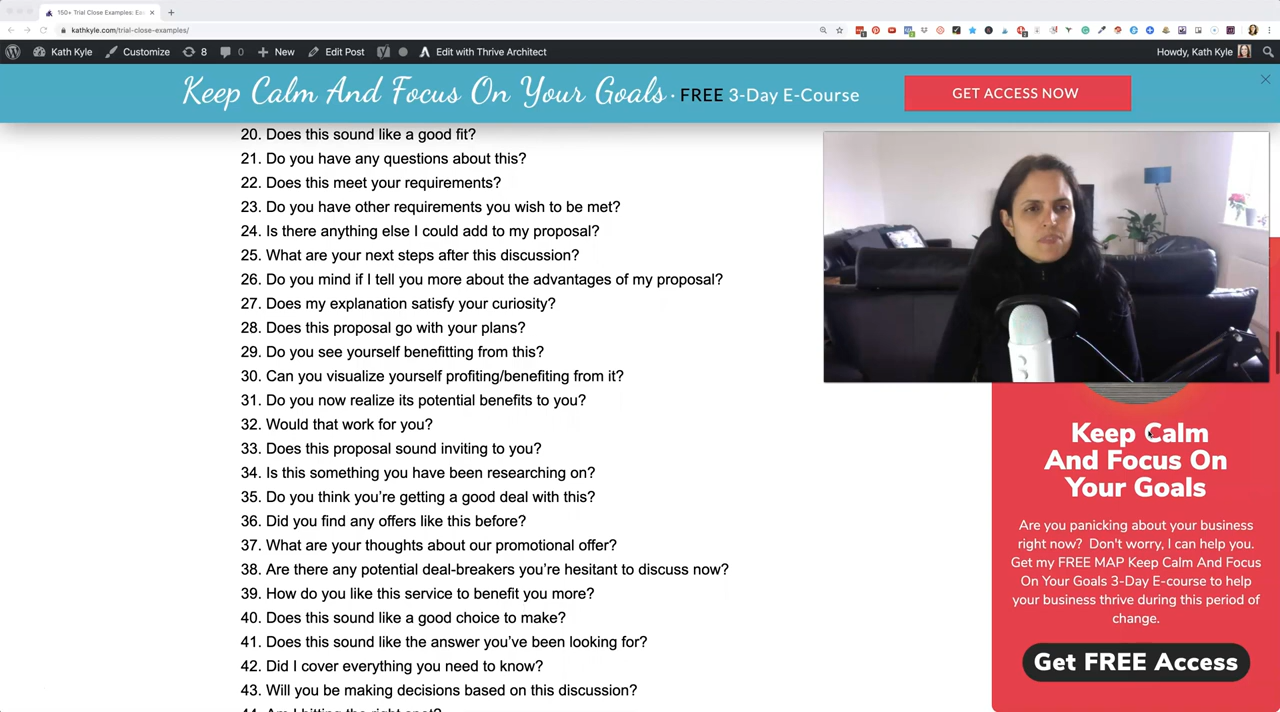 150+ Trial Close Examples: Ea
kathkyle.com/trial-close-examples/
Kath Kyle
Customize
8
0
New
Edit Post
Edit with Thrive Architect
Howdy, Kath Kyle
Keep Calm And Focus On Your Goals · FREE 3-Day E-Course
GET ACCESS NOW
20. Does this sound like a good fit?
21. Do you have any questions about this?
22. Does this meet your requirements?
23. Do you have other requirements you wish to be met?
24. Is there anything else I could add to my proposal?
25. What are your next steps after this discussion?
26. Do you mind if I tell you more about the advantages of my proposal?
27. Does my explanation satisfy your curiosity?
28. Does this proposal go with your plans?
29. Do you see yourself benefitting from this?
30. Can you visualize yourself profiting/benefiting from it?
31. Do you now realize its potential benefits to you?
32. Would that work for you?
33. Does this proposal sound inviting to you?
34. Is this something you have been researching on?
35. Do you think you're getting a good deal with this?
36. Did you find any offers like this before?
37. What are your thoughts about our promotional offer?
38. Are there any potential deal-breakers you're hesitant to discuss now?
39. How do you like this service to benefit you more?
40. Does this sound like a good choice to make?
41. Does this sound like the answer you've been looking for?
42. Did I cover everything you need to know?
43. Will you be making decisions based on this discussion?
44. Am I hitting the right spot?
Keep Calm
And Focus On
Your Goals
Are you panicking about your business
right now? Don't worry, I can help you.
Get my FREE MAP Keep Calm And Focus
On Your Goals 3-Day E-course to help
your business thrive during this period of
change.
Get FREE Access